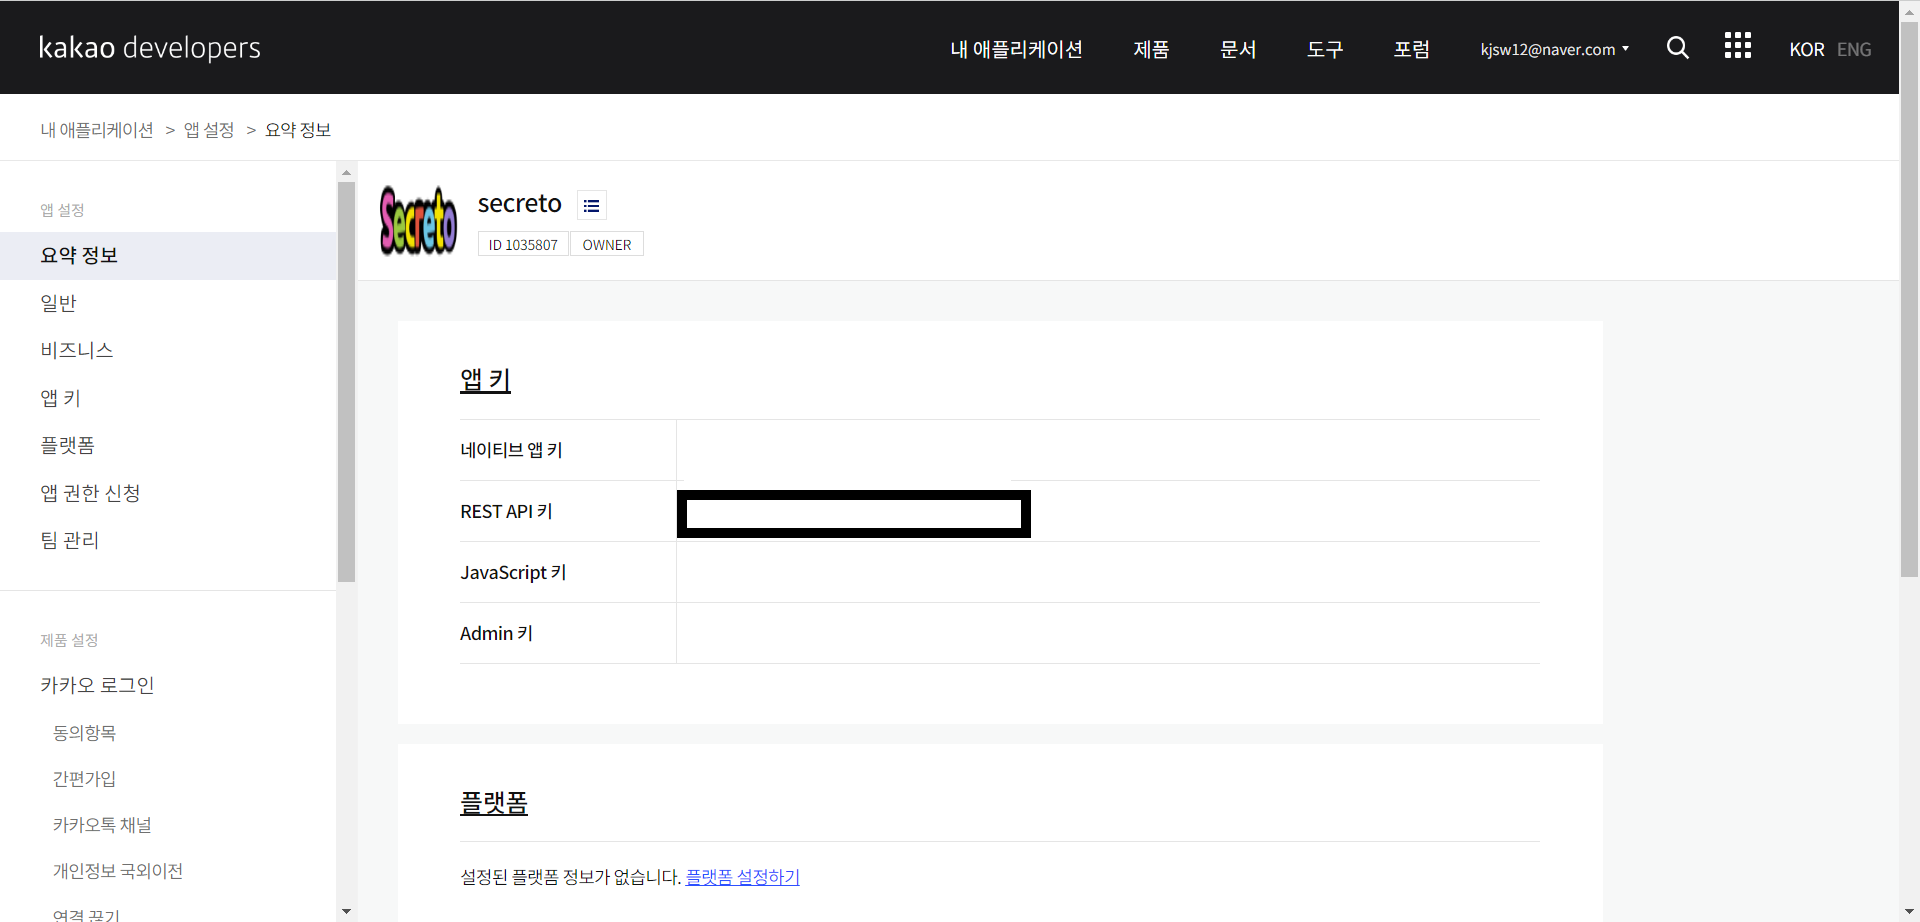 kakao developers
내 애플리케이션 제품 문서 도구 포럼 kjsw12@naver.com KOR ENG
내 애플리케이션 > 앱 설정 > 요약 정보
앱 설정
요약 정보
일반
비즈니스
앱 키
플랫폼
앱 권한 신청
팀 관리
제품 설정
카카오 로그인
동의항목
간편가입
카카오톡 채널
개인정보 국외이전
연결 끊기
Secreto
secreto
ID 1035807 OWNER
앱 키
네이티브 앱 키
REST API 키
JavaScript 키
Admin 키
플랫폼
설정된 플랫폼 정보가 없습니다. 플랫폼 설정하기